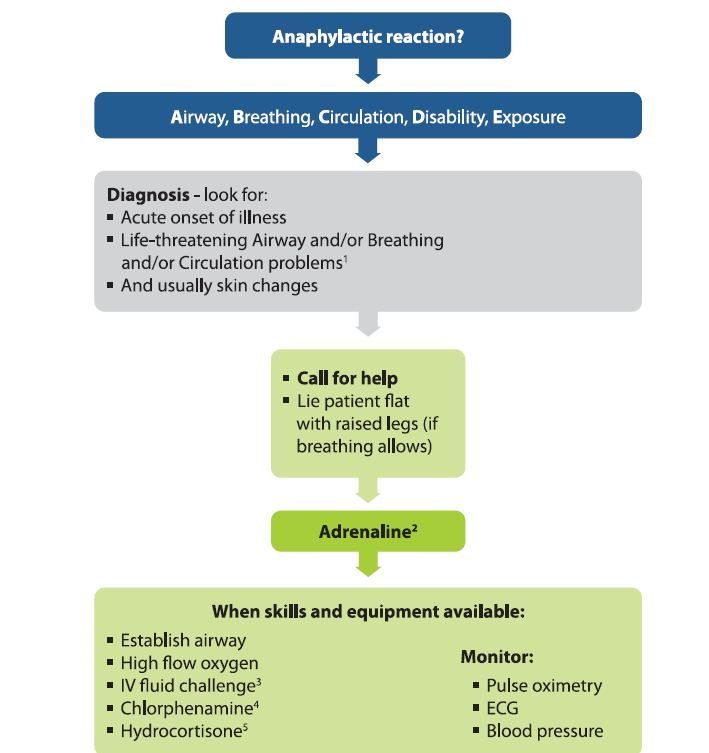 Anaphylactic reaction?
Airway, Breathing, Circulation, Disability, Exposure
Diagnosis - look for:
▪ Acute onset of illness
▪ Life-threatening Airway and/or Breathing
and/or Circulation problems¹
▪ And usually skin changes
▪ Call for help
▪ Lie patient flat
with raised legs (if
breathing allows)
Adrenaline²
When skills and equipment available:
▪ Establish airway
▪ High flow oxygen
▪ IV fluid challenge³
▪ Chlorphenamine⁴
▪ Hydrocortisone⁵
Monitor:
▪ Pulse oximetry
▪ ECG
▪ Blood pressure